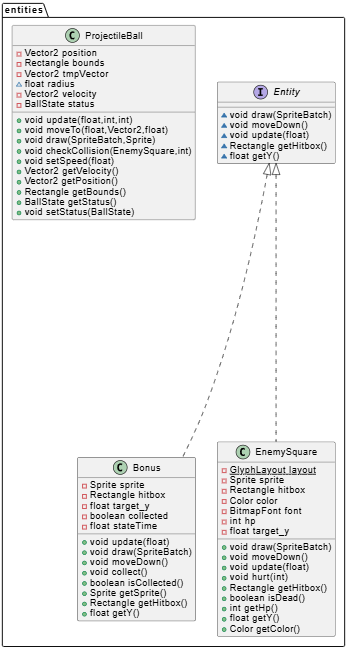 entities
C ProjectileBall
Vector2 position
Rectangle bounds
Vector2 tmpVector
float radius
Vector2 velocity
BallState status
void update(float,int,int)
void moveTo(float,Vector2,float)
void draw(SpriteBatch,Sprite)
void checkCollision(EnemySquare,int)
void setSpeed(float)
Vector2 getVelocity()
Vector2 getPosition()
Rectangle getBounds()
BallState getStatus()
void setStatus(BallState)
I Entity
void draw(SpriteBatch)
void moveDown()
void update(float)
Rectangle getHitbox()
float getY()
C Bonus
Sprite sprite
Rectangle hitbox
float target_y
boolean collected
float stateTime
void update(float)
void draw(SpriteBatch)
void moveDown()
void collect()
boolean isCollected()
Sprite getSprite()
Rectangle getHitbox()
float getY()
C EnemySquare
GlyphLayout layout
Sprite sprite
Rectangle hitbox
Color color
BitmapFont font
int hp
float target_y
void draw(SpriteBatch)
void moveDown()
void update(float)
void hurt(int)
Rectangle getHitbox()
boolean isDead()
int getHp()
float getY()
Color getColor()